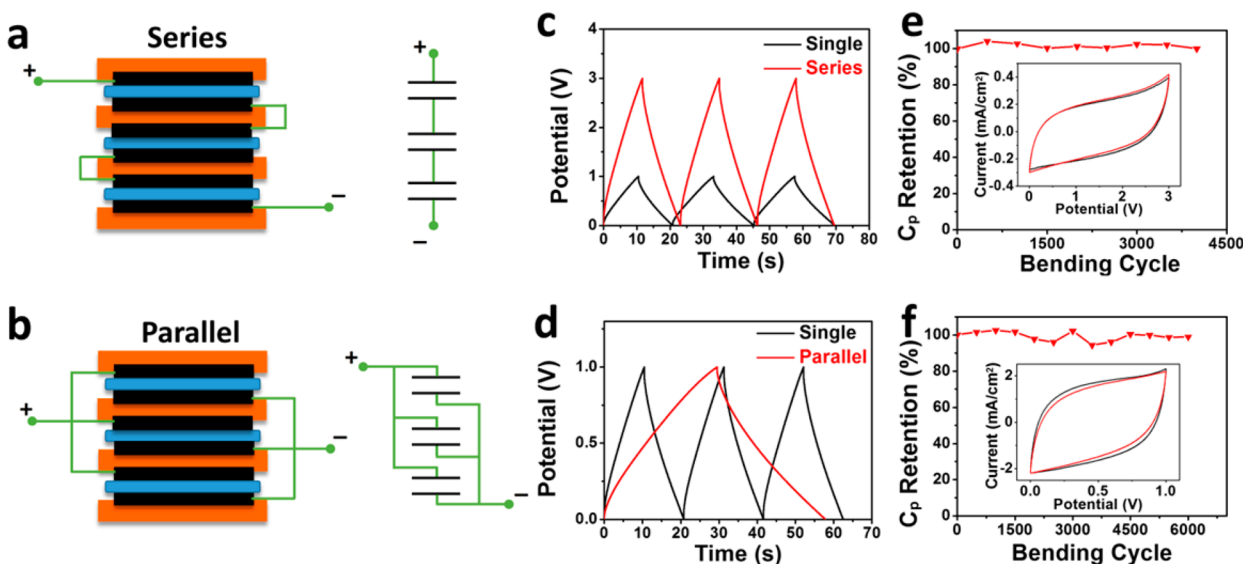 a
Series
+
−
+
−
b
Parallel
+
−
+
−
c
Single
Series
Potential (V)
4
3
2
1
0
0 10 20 30 40 50 60 70 80
Time (s)
d
Single
Parallel
Potential (V)
1.0
0.5
0.0
0 10 20 30 40 50 60 70
Time (s)
e
Cp Retention (%)
100
80
60
40
20
0
0 1500 3000 4500
Bending Cycle
Current (mA/cm²)
0.4
0.2
0.0
-0.2
-0.4
0 1 2 3
Potential (V)
f
Cp Retention (%)
100
80
60
40
20
0
0 1500 3000 4500 6000
Bending Cycle
Current (mA/cm²)
2
0
-2
0.0 0.5 1.0
Potential (V)